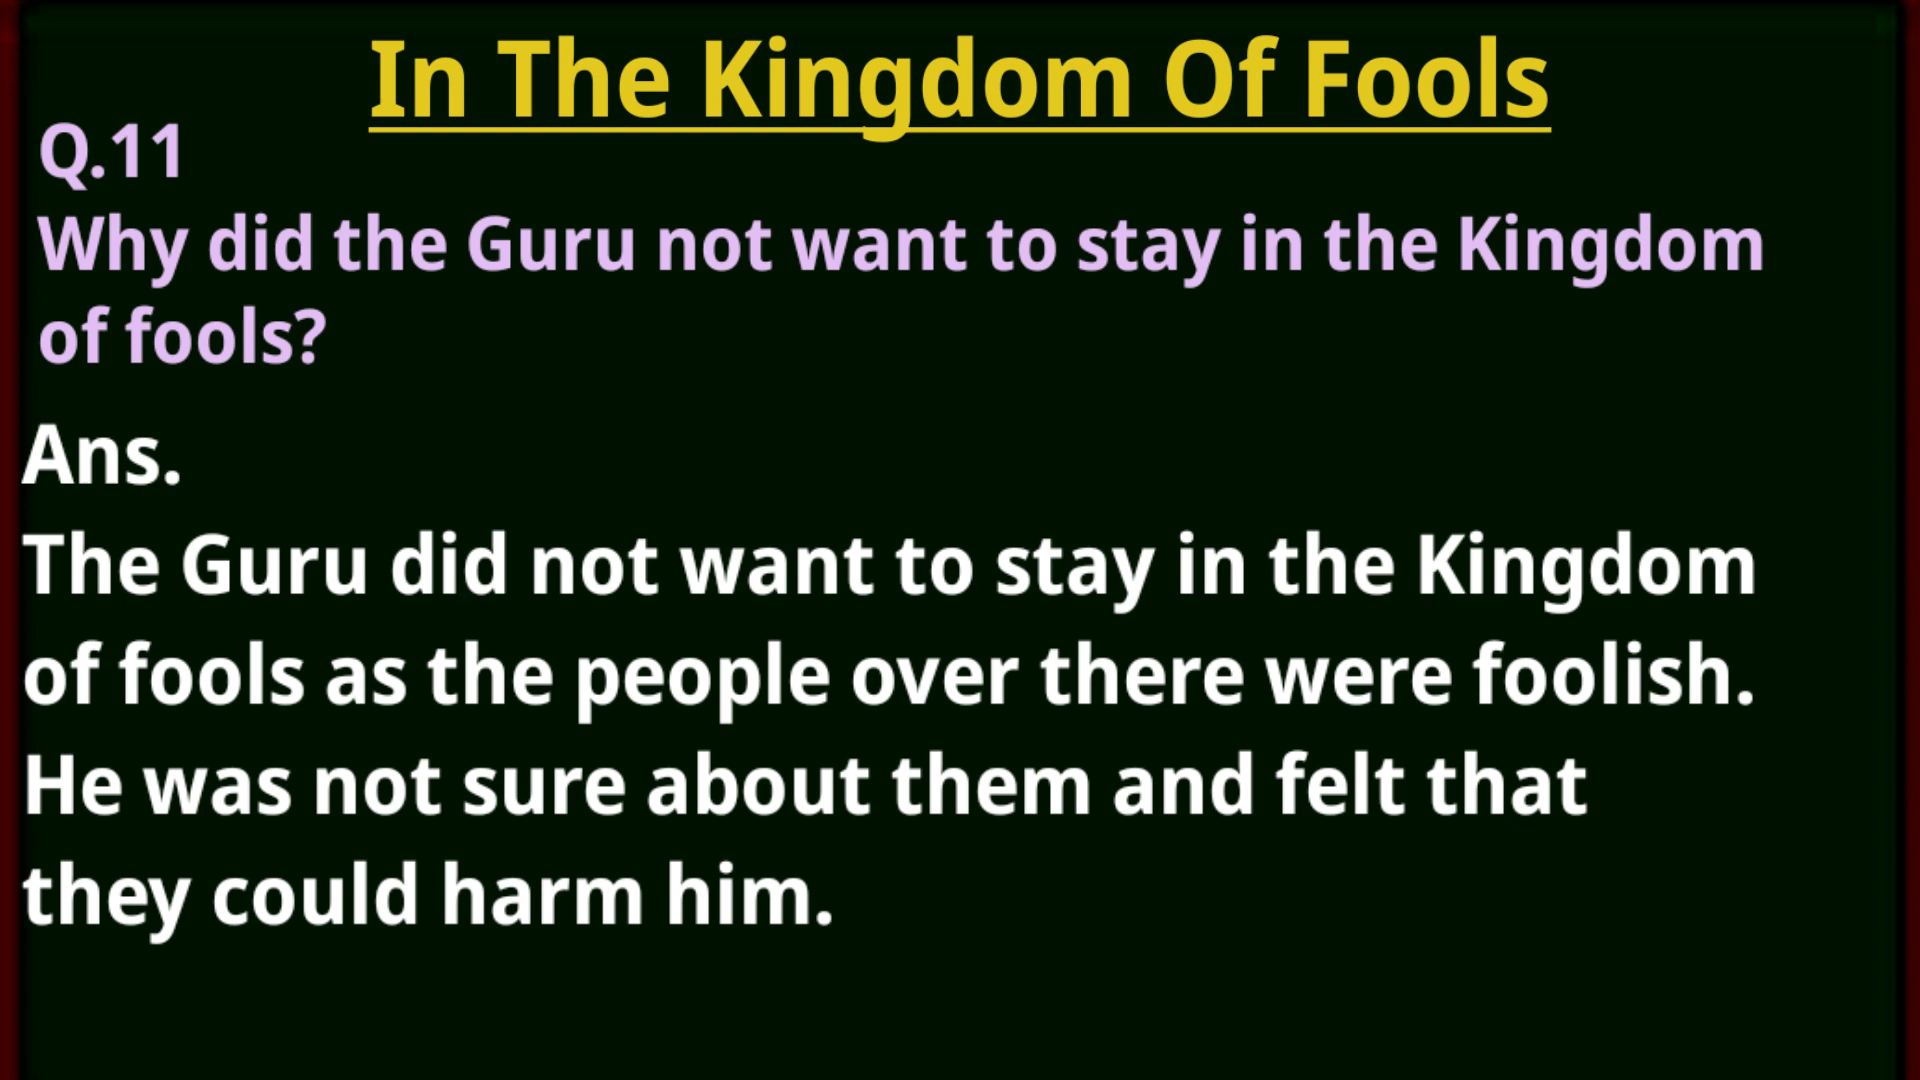 In The Kingdom Of Fools
Q.11
Why did the Guru not want to stay in the Kingdom
of fools?
Ans.
The Guru did not want to stay in the Kingdom
of fools as the people over there were foolish.
He was not sure about them and felt that
they could harm him.